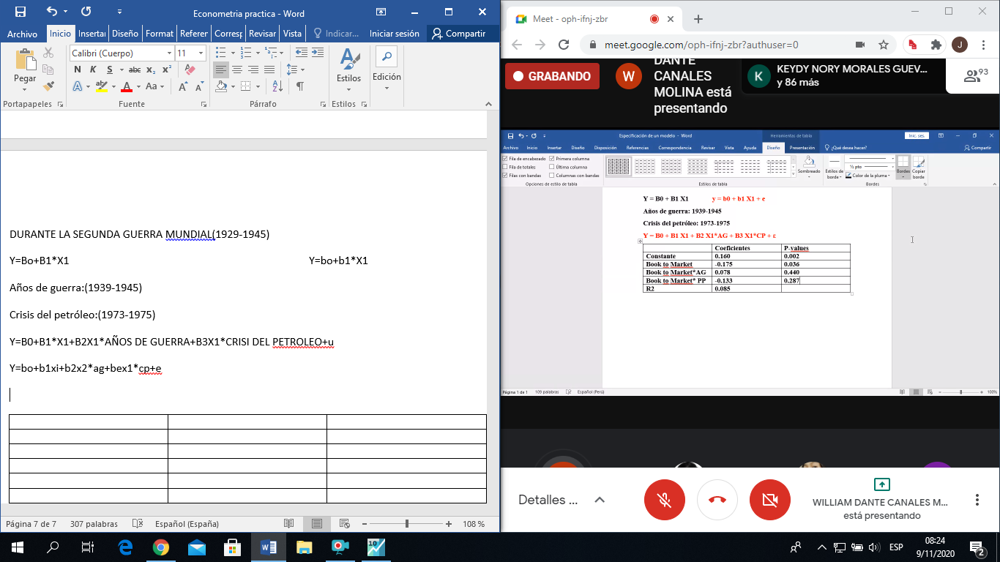 Econometria practica - Word
Archivo Inicio Insertar Diseño Format Referer Corresp Revisar Vista Indicar... Iniciar sesión Compartir
Calibri (Cuerpo) 11
Pegar
N K S abc x₂ x²
A ab A Aa A A
Estilos
Edición
Portapapeles Fuente Párrafo Estilos
DURANTE LA SEGUNDA GUERRA MUNDIAL(1929-1945)
Y=Bo+B1*X1 Y=bo+b1*X1
Años de guerra:(1939-1945)
Crisis del petróleo:(1973-1975)
Y=B0+B1*X1+B2X1*AÑOS DE GUERRA+B3X1*CRISI DEL PETROLEO+u
Y=bo+b1xi+b2x2*ag+bex1*cp+e
Página 7 de 7 307 palabras Español (España) 108 %
Meet - oph-ifnj-zbr
meet.google.com/oph-ifnj-zbr?authuser=0
J
GRABANDO
W
DANTE
CANALES
MOLINA está
presentando
K
KEYDY NORY MORALES GUEV...
y 86 más
93
Especificación de un modelo - Word
Herramientas de tabla
Inic. ses.
Archivo Inicio Insertar Diseño Disposición Referencias Correspondencia Revisar Vista Ayuda Diseño Presentación ¿Qué desea hacer? Compartir
Fila de encabezado Primera columna
Fila de totales Última columna
Filas con bandas Columnas con bandas
Opciones de estilo de tabla
Estilos de tabla
Sombreado
Estilos de borde
½ pto
Color de la pluma
Bordes
Copiar borde
Bordes
Y = B0 + B1 X1 y = b0 + b1 X1 + e
Años de guerra: 1939-1945
Crisis del petróleo: 1973-1975
Y = B0 + B1 X1 + B2 X1*AG + B3 X1*CP + ε
Coeficientes P-values
Constante 0.160 0.002
Book to Market -0.175 0.036
Book to Market*AG 0.078 0.440
Book to Market* PP -0.133 0.287
R2 0.085
Página 1 de 1 109 palabras Español (Perú) 100%
Detalles ...
WILLIAM DANTE CANALES M...
está presentando
10
ESP
08:24
9/11/2020
2